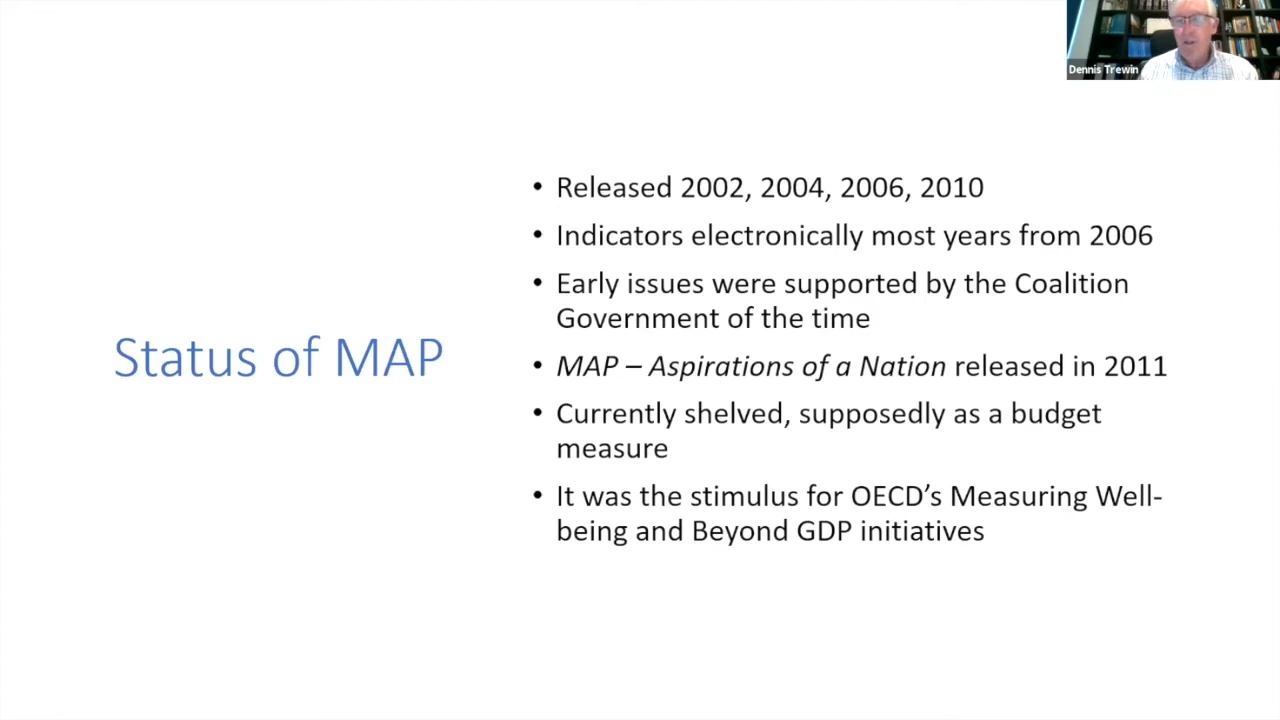 Dennis Trewin
Status of MAP
• Released 2002, 2004, 2006, 2010
• Indicators electronically most years from 2006
• Early issues were supported by the Coalition
Government of the time
• MAP – Aspirations of a Nation released in 2011
• Currently shelved, supposedly as a budget
measure
• It was the stimulus for OECD’s Measuring Well-
being and Beyond GDP initiatives